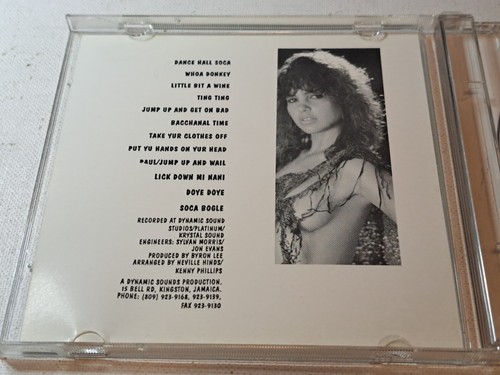 DANCE HALL SOCA
WHOA DONKEY
LITTLE BIT A WINE
TING TING
JUMP UP AND GET ON BAD
BACCHANAL TIME
TAKE YUR CLOTHES OFF
PUT YU HANDS ON YUR HEAD
PAUL/JUMP UP AND WAIL
LICK DOWN MI NANI
DOYE DOYE
SOCA BOGLE
RECORDED AT DYNAMIC SOUND
STUDIOS/PLATINUM/
KRYSTAL SOUND
ENGINEERS: SYLVAN MORRIS/
JON EVANS
PRODUCED BY BYRON LEE
ARRANGED BY NEVILLE HINDS/
KENNY PHILLIPS
A DYNAMIC SOUNDS PRODUCTION.
15 BELL RD, KINGSTON, JAMAICA.
PHONE: (809) 923-9168, 923-9139,
FAX 923-9130